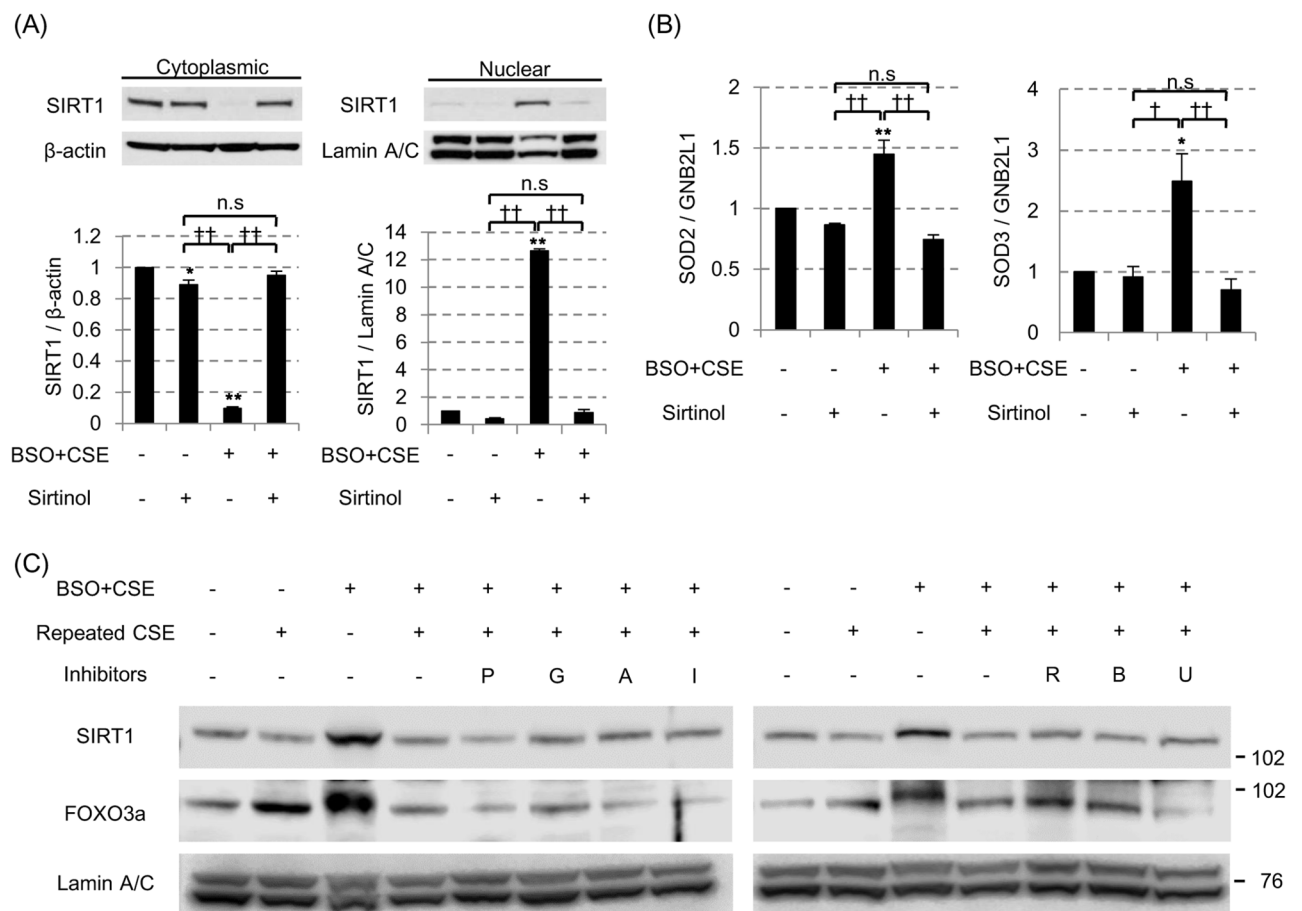 (A)
Cytoplasmic
SIRT1
β-actin
Nuclear
SIRT1
Lamin A/C
n.s
†† ††
SIRT1 / β-actin
1.2
1
0.8
0.6
0.4
0.2
0
* **
BSO+CSE - - + +
Sirtinol - + - +
n.s
†† ††
SIRT1 / Lamin A/C
14
12
10
8
6
4
2
0
**
BSO+CSE - - + +
Sirtinol - + - +
(B)
n.s
†† ††
SOD2 / GNB2L1
2
1.5
1
0.5
0
**
BSO+CSE - - + +
Sirtinol - + - +
n.s
† ††
SOD3 / GNB2L1
4
3
2
1
0
*
BSO+CSE - - + +
Sirtinol - + - +
(C)
BSO+CSE - - + + + + + + - - + + + + +
Repeated CSE - + - + + + + + - + - + + + +
Inhibitors - - - - P G A I - - - - R B U
SIRT1
- 102
FOXO3a
- 102
Lamin A/C
- 76